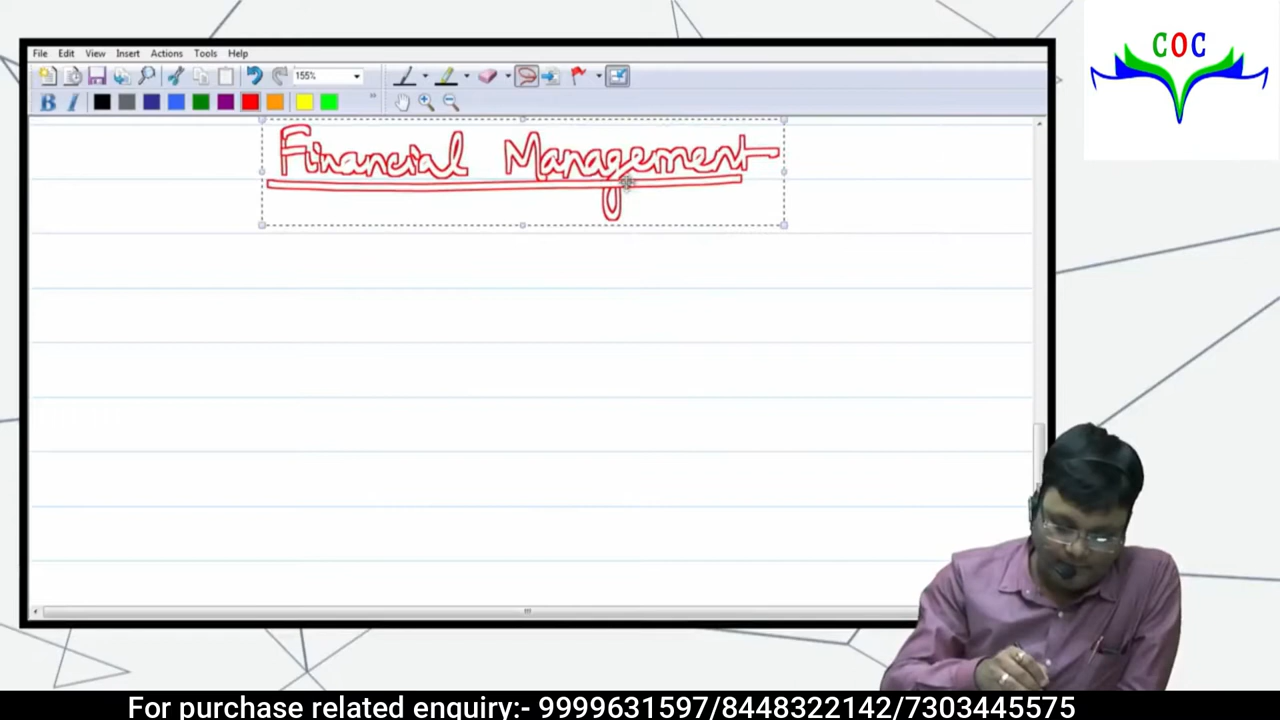 COC
File Edit View Insert Actions Tools Help
155%
B I
Financial Management
For purchase related enquiry:- 9999631597/8448322142/7303445575